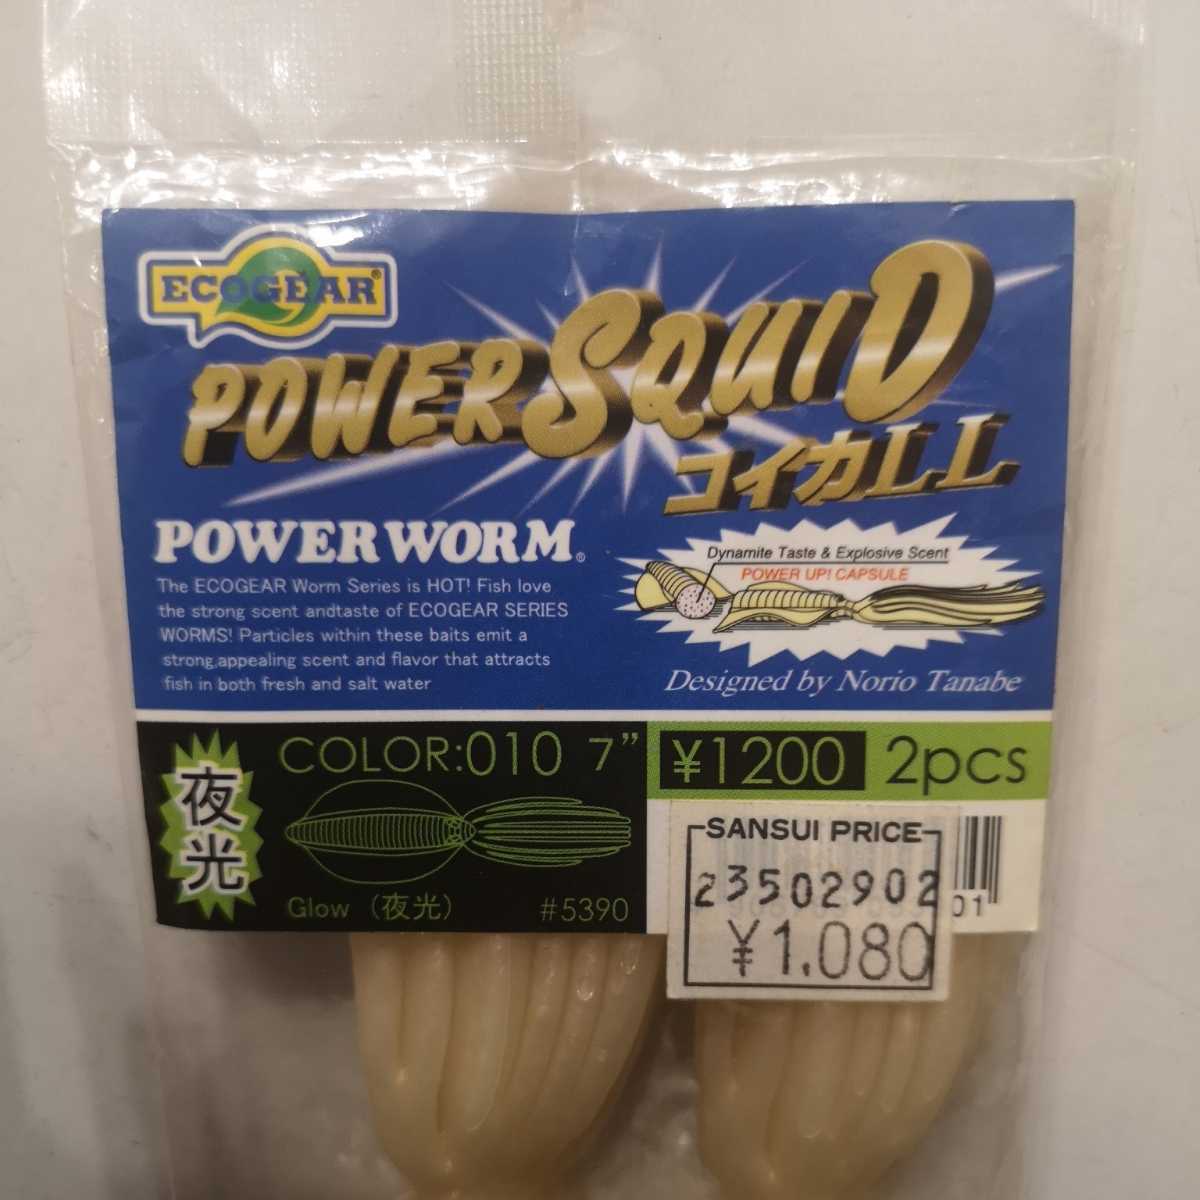 ECOGEAR®
POWER SQUID
コイカLL
POWER WORM®
The ECOGEAR Worm Series is HOT! Fish love
the strong scent andtaste of ECOGEAR SERIES
WORMS! Particles within these baits emit a
strong,appealing scent and flavor that attracts
fish in both fresh and salt water
Dynamite Taste & Explosive Scent
POWER UP! CAPSULE
Designed by Norio Tanabe
夜光
COLOR:010 7”
Glow (夜光) #5390
¥1200 2pcs
SANSUI PRICE
23502902
¥1,080
01